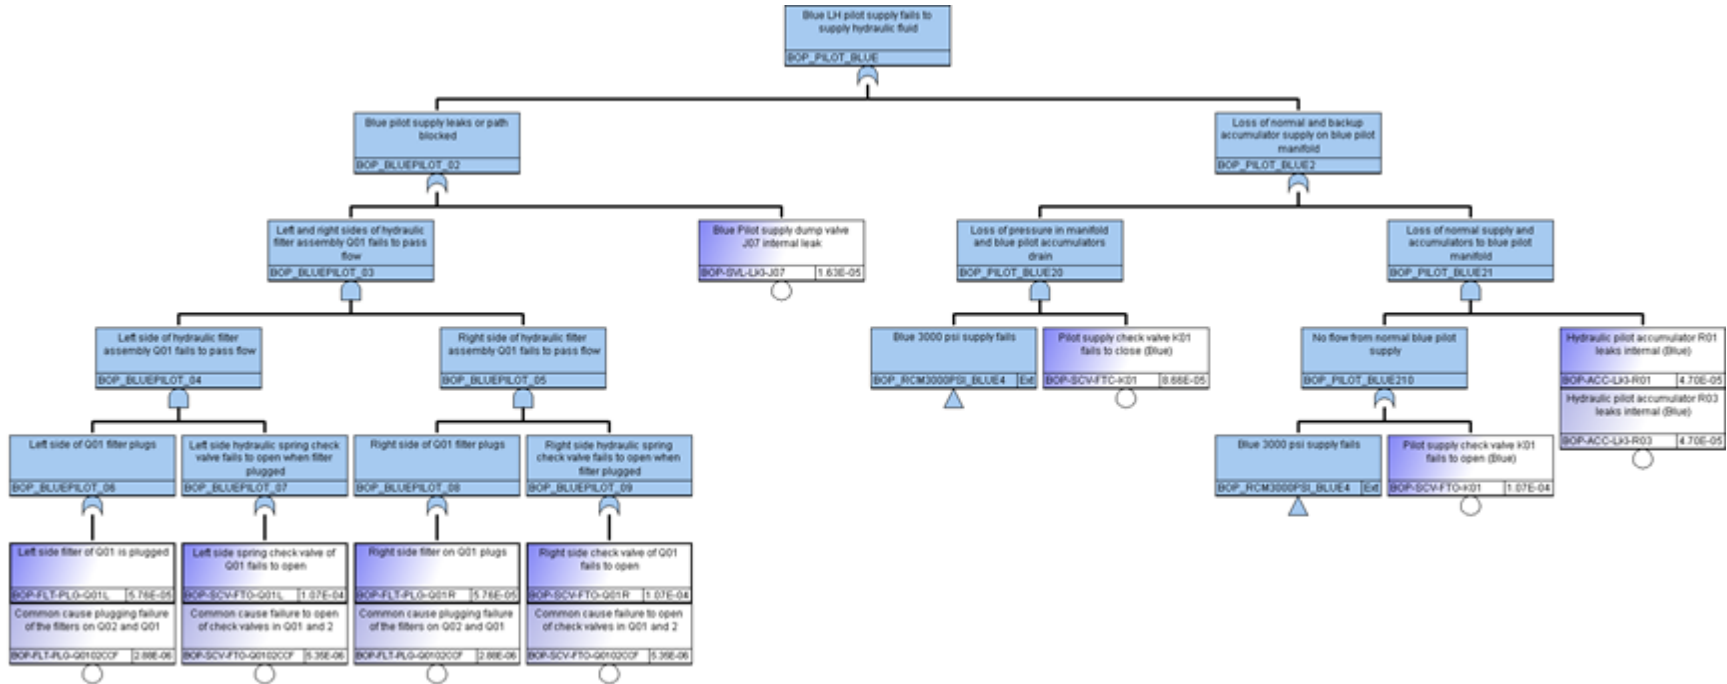 Blue LH pilot supply fails to
supply hydraulic fluid
BOP_PILOT_BLUE
Blue pilot supply leaks or path
blocked
BOP_BLUEPILOT_02
Loss of normal and backup
accumulator supply on blue pilot
manifold
BOP_PILOT_BLUE2
Left and right sides of hydraulic
filter assembly Q01 fails to pass
flow
BOP_BLUEPILOT_03
Blue Pilot supply dump valve
J07 internal leak
BOP-SVL-LKI-J07 1.63E-05
Loss of pressure in manifold
and blue pilot accumulators
drain
BOP_PILOT_BLUE20
Loss of normal supply and
accumulators to blue pilot
manifold
BOP_PILOT_BLUE21
Left side of hydraulic filter
assembly Q01 fails to pass flow
BOP_BLUEPILOT_04
Right side of hydraulic filter
assembly Q01 fails to pass flow
BOP_BLUEPILOT_05
Blue 3000 psi supply fails
BOP_RCM3000PSI_BLUE4 Ext
Pilot supply check valve K01
fails to close (Blue)
BOP-SCV-FTC-K01 8.66E-05
No flow from normal blue pilot
supply
BOP_PILOT_BLUE210
Hydraulic pilot accumulator R01
leaks internal (Blue)
BOP-ACC-LKI-R01 4.70E-05
Hydraulic pilot accumulator R03
leaks internal (Blue)
BOP-ACC-LKI-R03 4.70E-05
Left side of Q01 filter plugs
BOP_BLUEPILOT_06
Left side hydraulic spring check
valve fails to open when filter
plugged
BOP_BLUEPILOT_07
Right side of Q01 filter plugs
BOP_BLUEPILOT_08
Right side hydraulic spring
check valve fails to open when
filter plugged
BOP_BLUEPILOT_09
Blue 3000 psi supply fails
BOP_RCM3000PSI_BLUE4 Ext
Pilot supply check valve K01
fails to open (Blue)
BOP-SCV-FTO-K01 1.07E-04
Left side filter of Q01 is plugged
BOP-FLT-PLG-Q01L 5.76E-05
Common cause plugging failure
of the filters on Q02 and Q01
BOP-FLT-PLG-Q0102CCF 2.88E-06
Left side spring check valve of
Q01 fails to open
BOP-SCV-FTO-Q01L 1.07E-04
Common cause failure to open
of check valves in Q01 and 2
BOP-SCV-FTO-Q0102CCF 5.35E-06
Right side filter on Q01 plugs
BOP-FLT-PLG-Q01R 5.76E-05
Common cause plugging failure
of the filters on Q02 and Q01
BOP-FLT-PLG-Q0102CCF 2.88E-06
Right side check valve of Q01
fails to open
BOP-SCV-FTO-Q01R 1.07E-04
Common cause failure to open
of check valves in Q01 and 2
BOP-SCV-FTO-Q0102CCF 5.35E-06